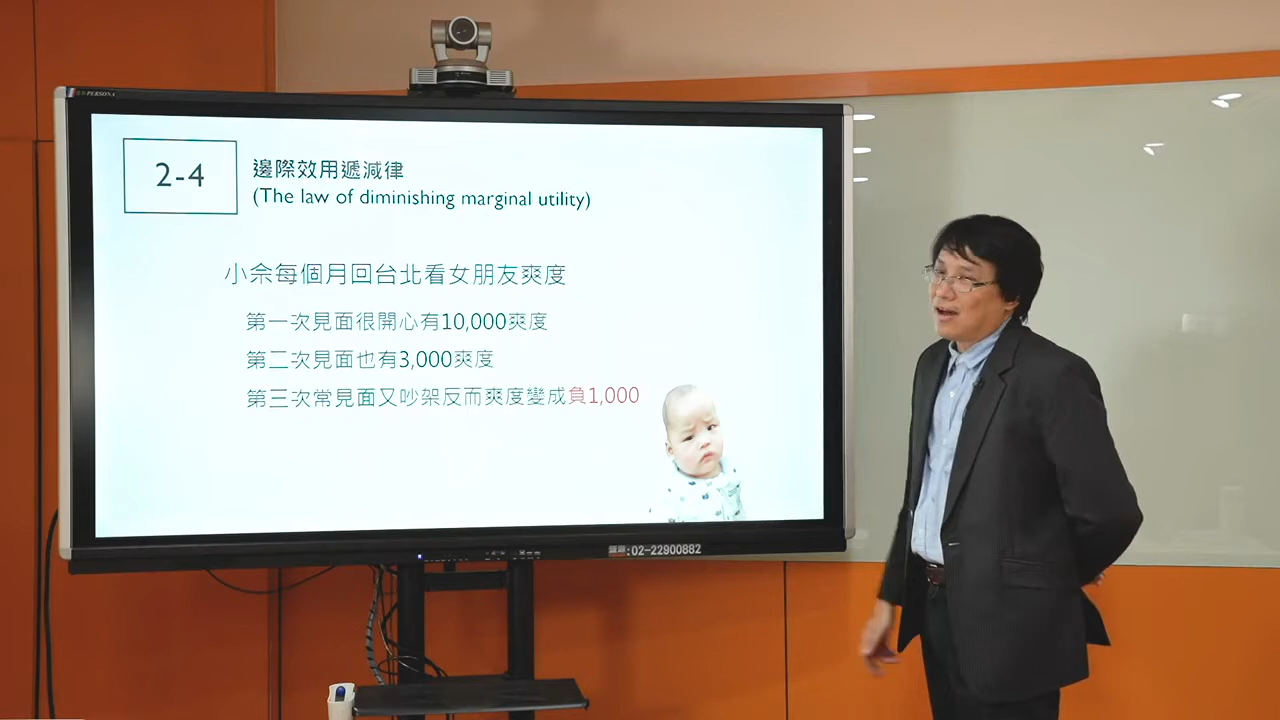 PERSONA
2-4
邊際效用遞減律
(The law of diminishing marginal utility)
小佘每個月回台北看女朋友爽度
第一次見面很開心有10,000爽度
第二次見面也有3,000爽度
第三次常見面又吵架反而爽度變成負1,000
:02-22900882